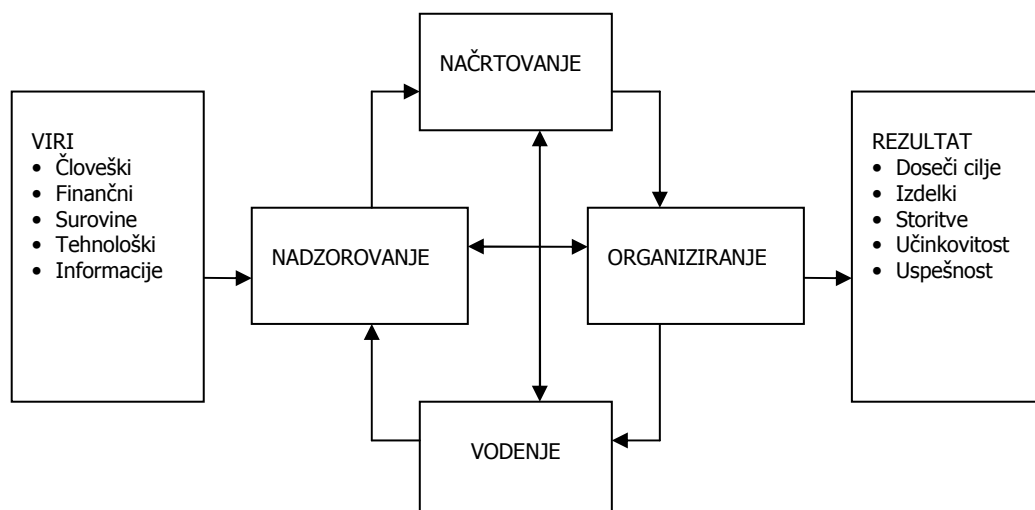 NAČRTOVANJE
VIRI
• Človeški
• Finančni
• Surovine
• Tehnološki
• Informacije
NADZOROVANJE
ORGANIZIRANJE
REZULTAT
• Doseči cilje
• Izdelki
• Storitve
• Učinkovitost
• Uspešnost
VODENJE